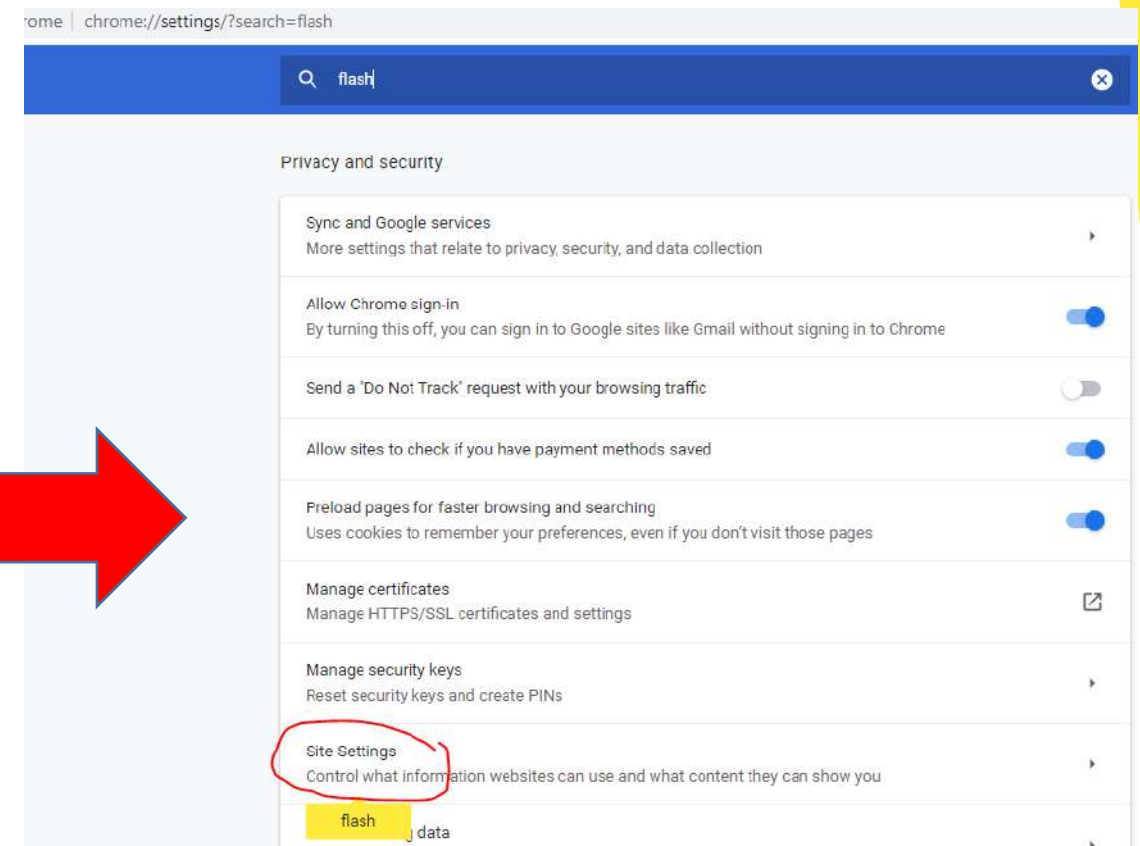 chrome://settings/?search=flash
flash
Privacy and security
Sync and Google services
More settings that relate to privacy, security, and data collection
Allow Chrome sign-in
By turning this off, you can sign in to Google sites like Gmail without signing in to Chrome
Send a "Do Not Track" request with your browsing traffic
Allow sites to check if you have payment methods saved
Preload pages for faster browsing and searching
Uses cookies to remember your preferences, even if you don't visit those pages
Manage certificates
Manage HTTPS/SSL certificates and settings
Manage security keys
Reset security keys and create PINs
Site Settings
Control what information websites can use and what content they can show you
flash
data